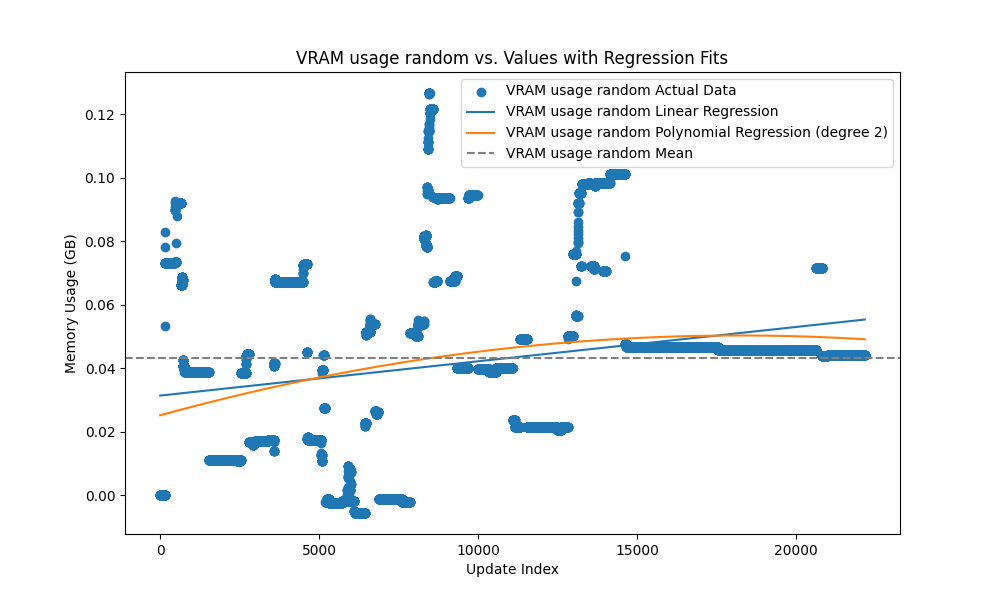 VRAM usage random vs. Values with Regression Fits
VRAM usage random Actual Data
VRAM usage random Linear Regression
VRAM usage random Polynomial Regression (degree 2)
VRAM usage random Mean
Memory Usage (GB)
0.12
0.10
0.08
0.06
0.04
0.02
0.00
0
5000
10000
15000
20000
Update Index